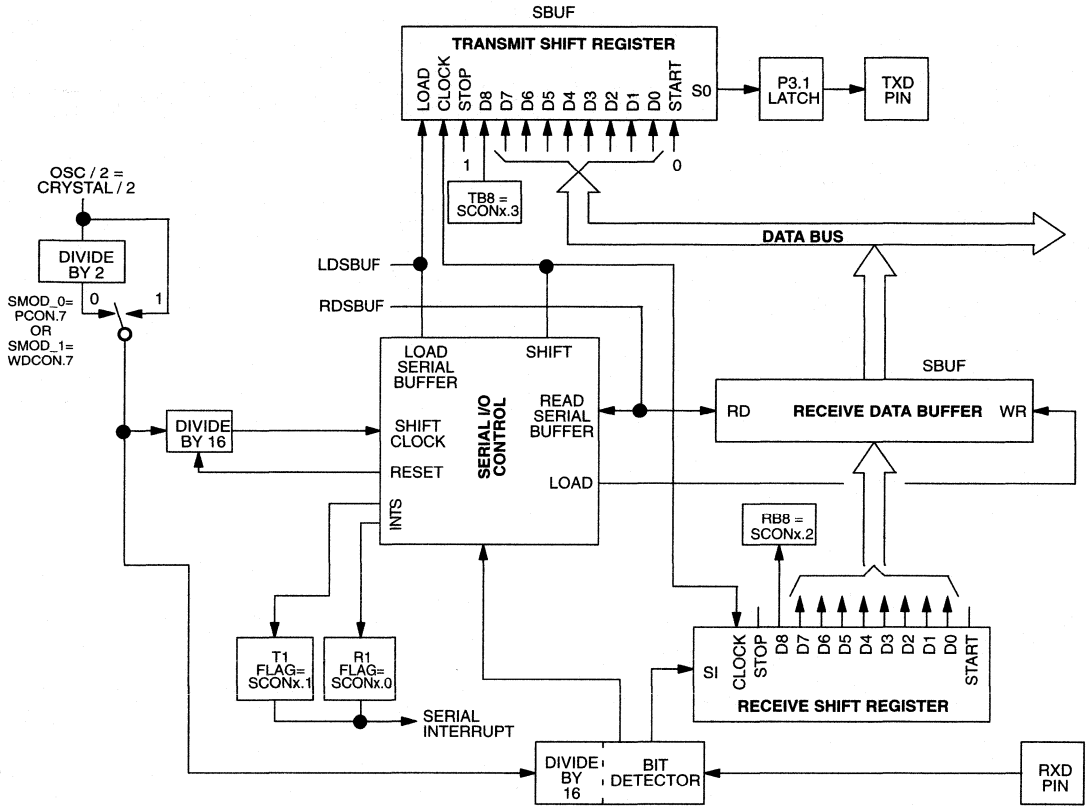 SBUF
TRANSMIT SHIFT REGISTER
LOAD
CLOCK
STOP
D8
D7
D6
D5
D4
D3
D2
D1
D0
START
S0
P3.1
LATCH
TXD
PIN
1
0
TB8 =
SCONx.3
OSC / 2 =
CRYSTAL / 2
DIVIDE
BY 2
0
1
SMOD_0=
PCON.7
OR
SMOD_1=
WDCON.7
DATA BUS
LDSBUF
RDSBUF
LOAD
SERIAL
BUFFER
SHIFT
READ
SERIAL
BUFFER
SERIAL I/O
CONTROL
SHIFT
CLOCK
RESET
INTS
LOAD
DIVIDE
BY 16
SBUF
RD
RECEIVE DATA BUFFER
WR
RB8 =
SCONx.2
SI
CLOCK
STOP
D8
D7
D6
D5
D4
D3
D2
D1
D0
START
RECEIVE SHIFT REGISTER
T1
FLAG=
SCONx.1
R1
FLAG=
SCONx.0
SERIAL
INTERRUPT
DIVIDE
BY
16
BIT
DETECTOR
RXD
PIN